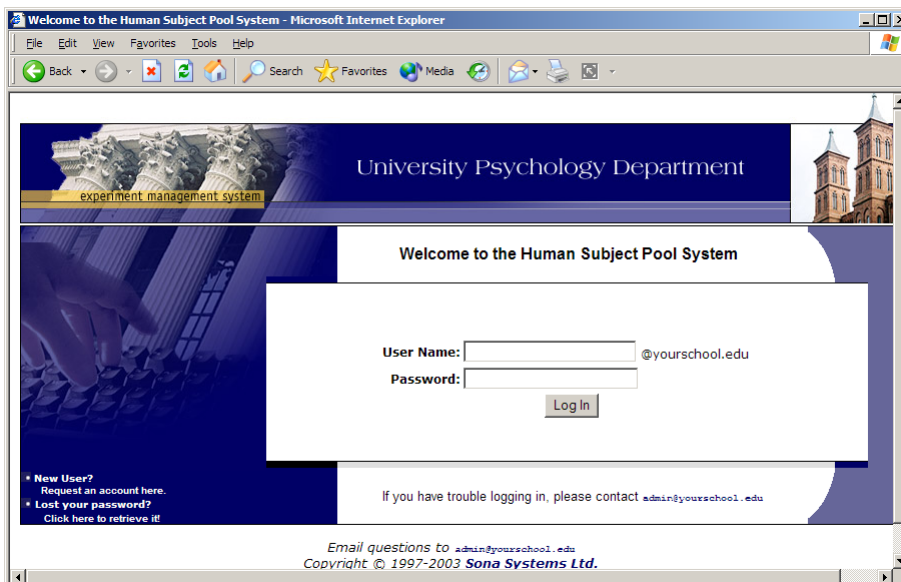 Welcome to the Human Subject Pool System - Microsoft Internet Explorer
File Edit View Favorites Tools Help
Back Search Favorites Media
University Psychology Department
experiment management system
Welcome to the Human Subject Pool System
User Name: @yourschool.edu
Password:
Log In
New User?
Request an account here.
Lost your password?
Click here to retrieve it!
If you have trouble logging in, please contact admin@yourschool.edu
Email questions to admin@yourschool.edu
Copyright © 1997-2003 Sona Systems Ltd.